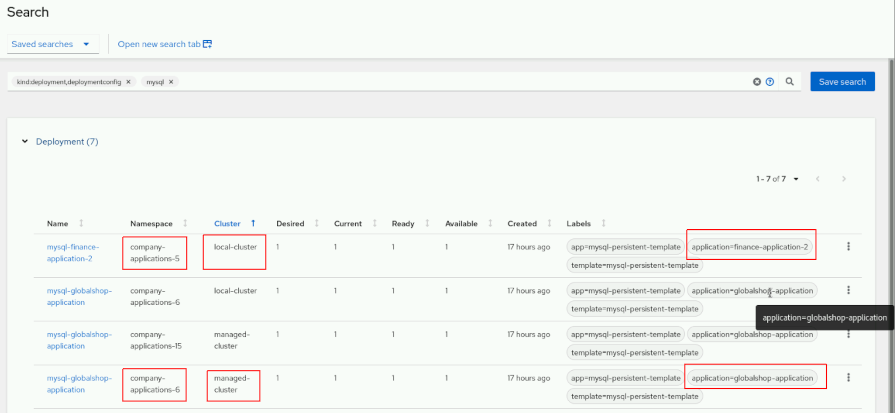 Search
Saved searches
Open new search tab
kind:deployment,deploymentconfig × mysql ×
Save search
Deployment (7)
1 - 7 of 7
Name Namespace Cluster Desired Current Ready Available Created Labels
mysql-finance-application-2 company-applications-5 local-cluster 1 1 1 1 17 hours ago app=mysql-persistent-template application=finance-application-2
template=mysql-persistent-template
mysql-globalshop-application company-applications-6 local-cluster 1 1 1 1 17 hours ago app=mysql-persistent-template application=globalshop-application
template=mysql-persistent-template
application=globalshop-application
mysql-globalshop-application company-applications-15 managed-cluster 1 1 1 1 17 hours ago app=mysql-persistent-template application=globalshop-application
template=mysql-persistent-template
mysql-globalshop-application company-applications-6 managed-cluster 1 1 1 1 17 hours ago app=mysql-persistent-template application=globalshop-application
template=mysql-persistent-template